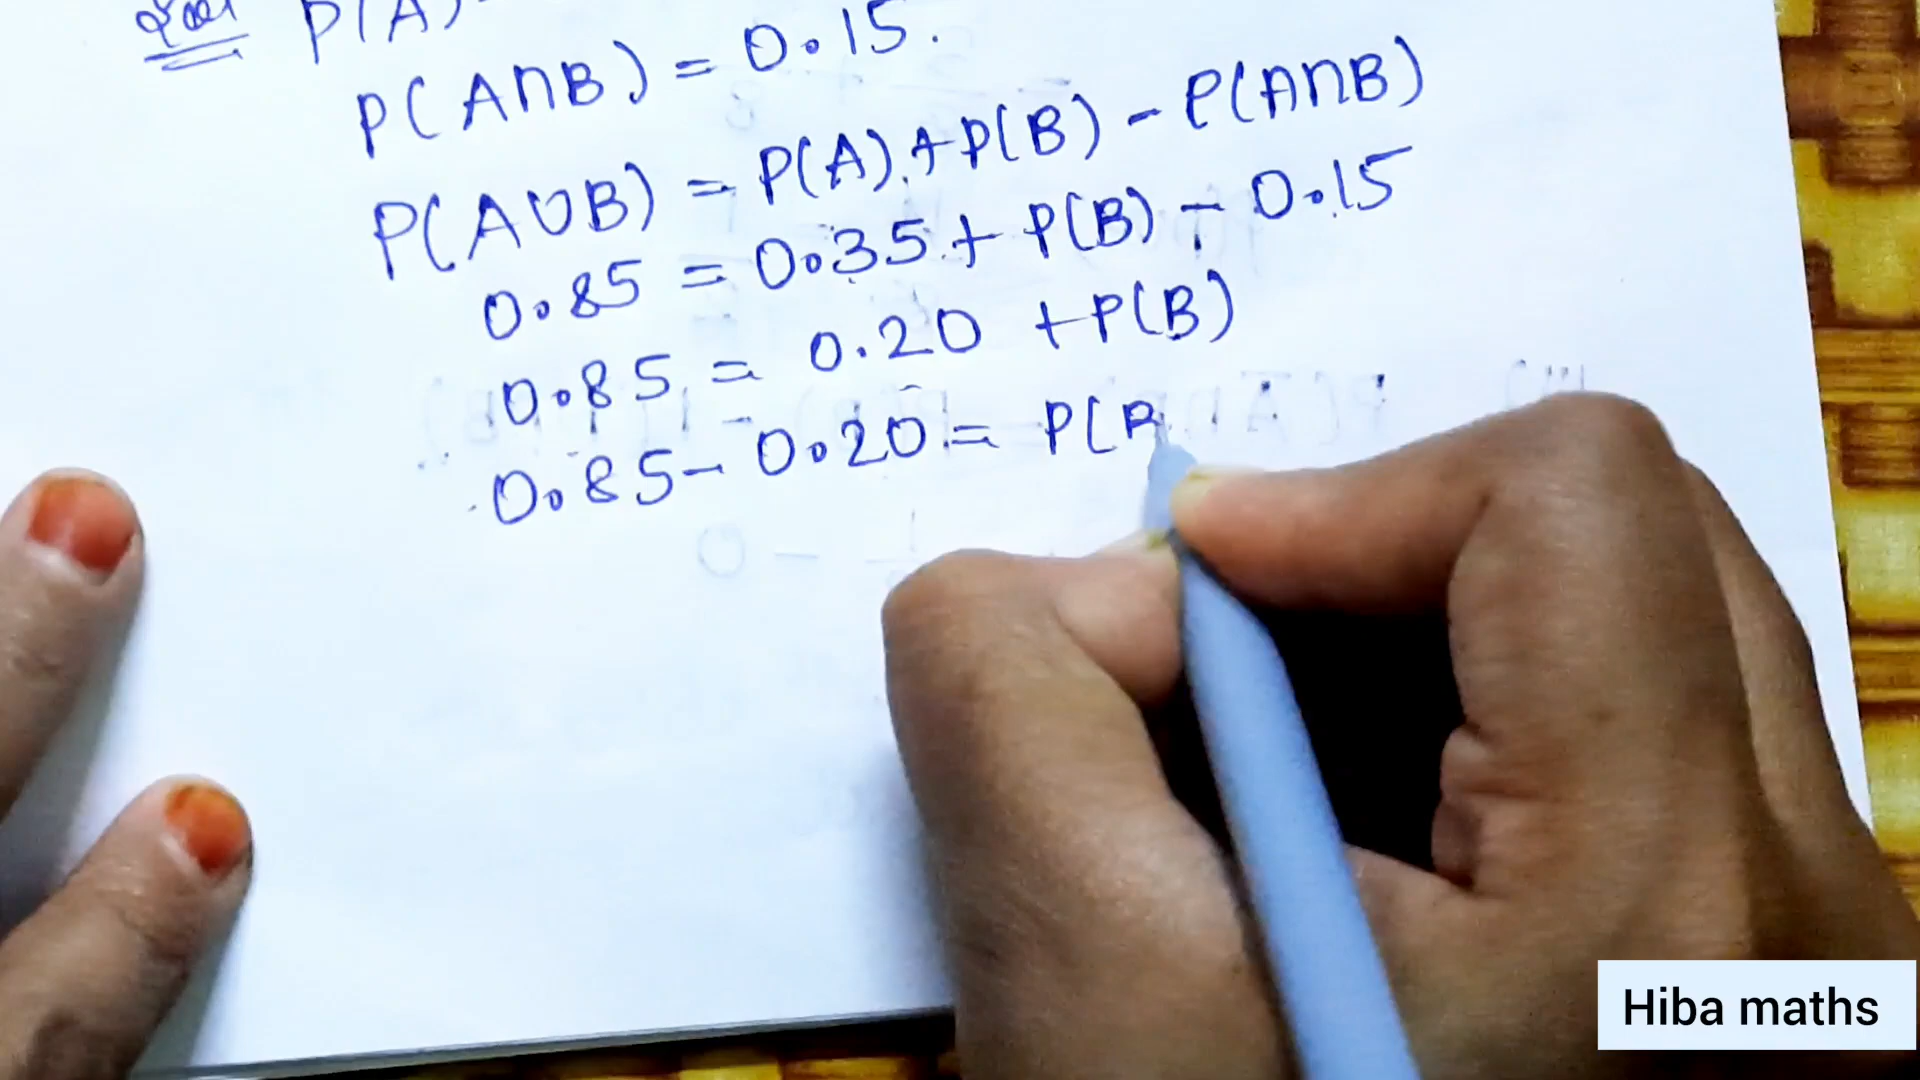 P(A)
P(A∩B) = 0.15.
P(A∪B) = P(A) + P(B) - P(A∩B)
0.85 = 0.35 + P(B) - 0.15
0.85 = 0.20 + P(B)
0.85 - 0.20 = P(B
Hiba maths